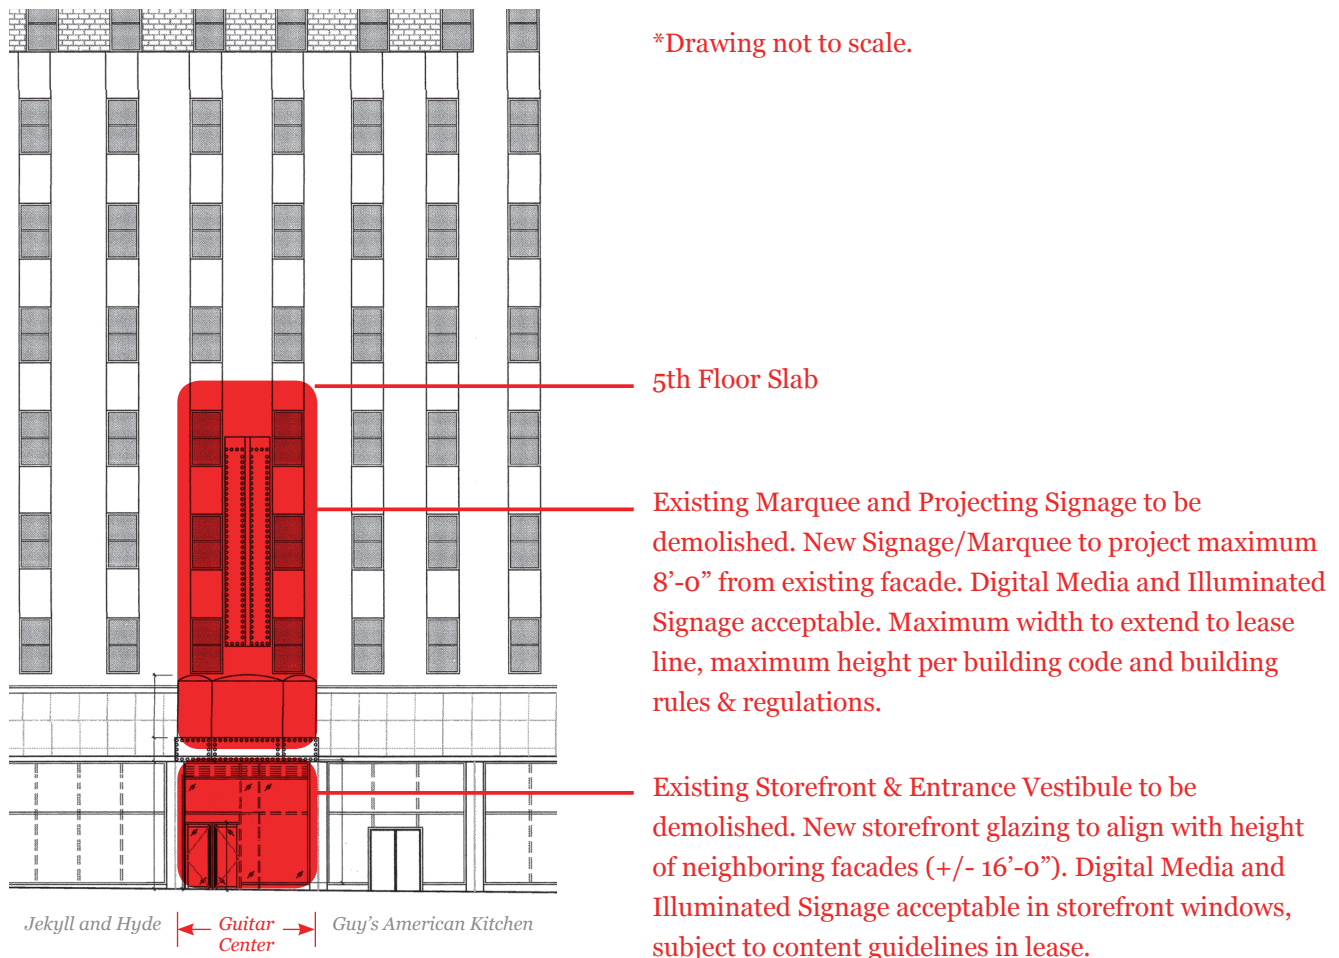 *Drawing not to scale.
5th Floor Slab
Existing Marquee and Projecting Signage to be
demolished. New Signage/Marquee to project maximum
8’-0” from existing facade. Digital Media and Illuminated
Signage acceptable. Maximum width to extend to lease
line, maximum height per building code and building
rules & regulations.
Existing Storefront & Entrance Vestibule to be
demolished. New storefront glazing to align with height
of neighboring facades (+/- 16’-0”). Digital Media and
Illuminated Signage acceptable in storefront windows,
subject to content guidelines in lease.
Jekyll and Hyde
Guitar
Center
Guy’s American Kitchen